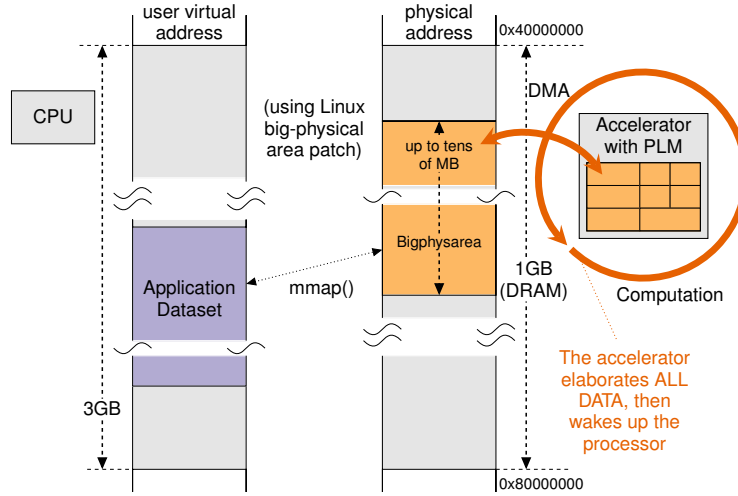 user virtual
address
physical
address
0x40000000
CPU
(using Linux
big-physical
area patch)
up to tens
of MB
DMA
Accelerator
with PLM
Bigphysarea
Application
Dataset
mmap()
1GB
(DRAM)
Computation
3GB
The accelerator
elaborates ALL
DATA, then
wakes up the
processor
0x80000000